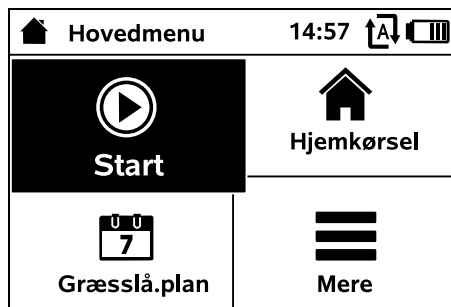 Hovedmenu 14:57 A
Start
Hjemkørsel
7
Græsslå.plan
Mere